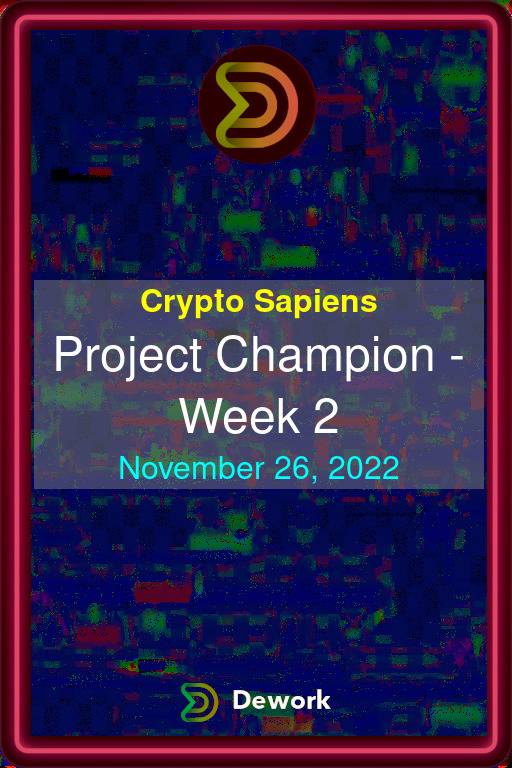 Crypto Sapiens
Project Champion -
Week 2
November 26, 2022
Dework